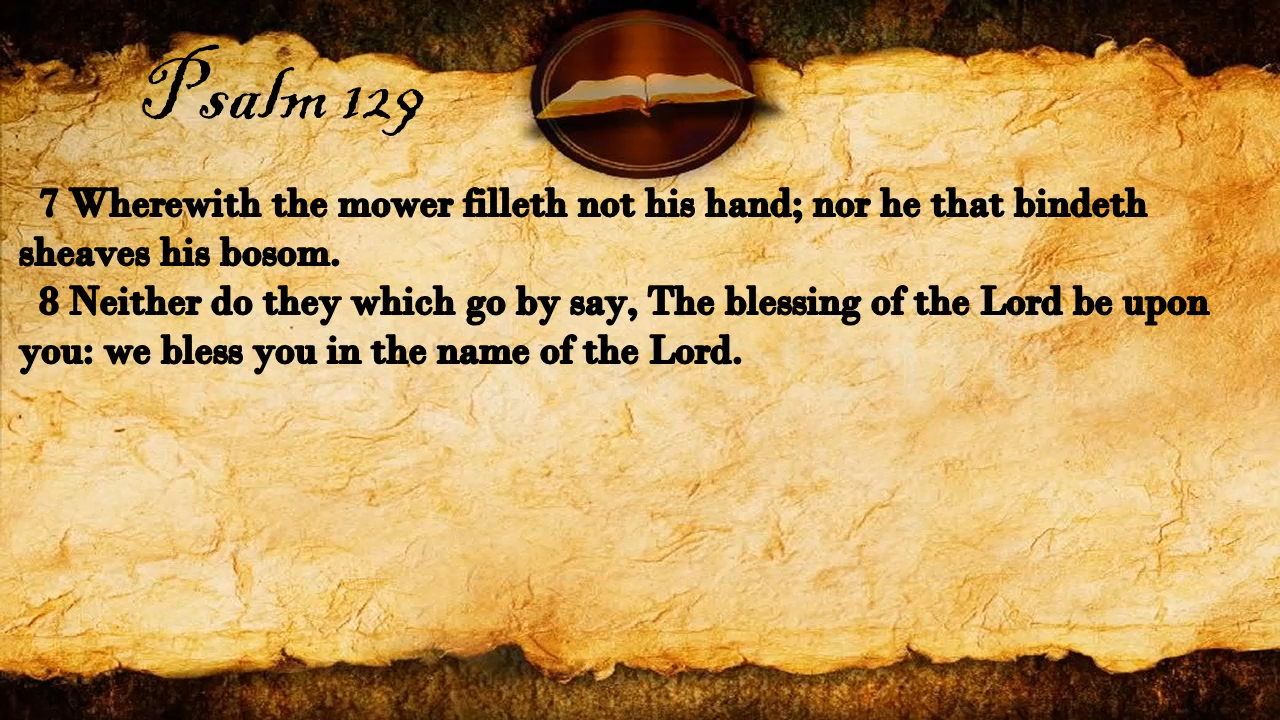 Psalm 129
7 Wherewith the mower filleth not his hand; nor he that bindeth
sheaves his bosom.
8 Neither do they which go by say, The blessing of the Lord be upon
you: we bless you in the name of the Lord.